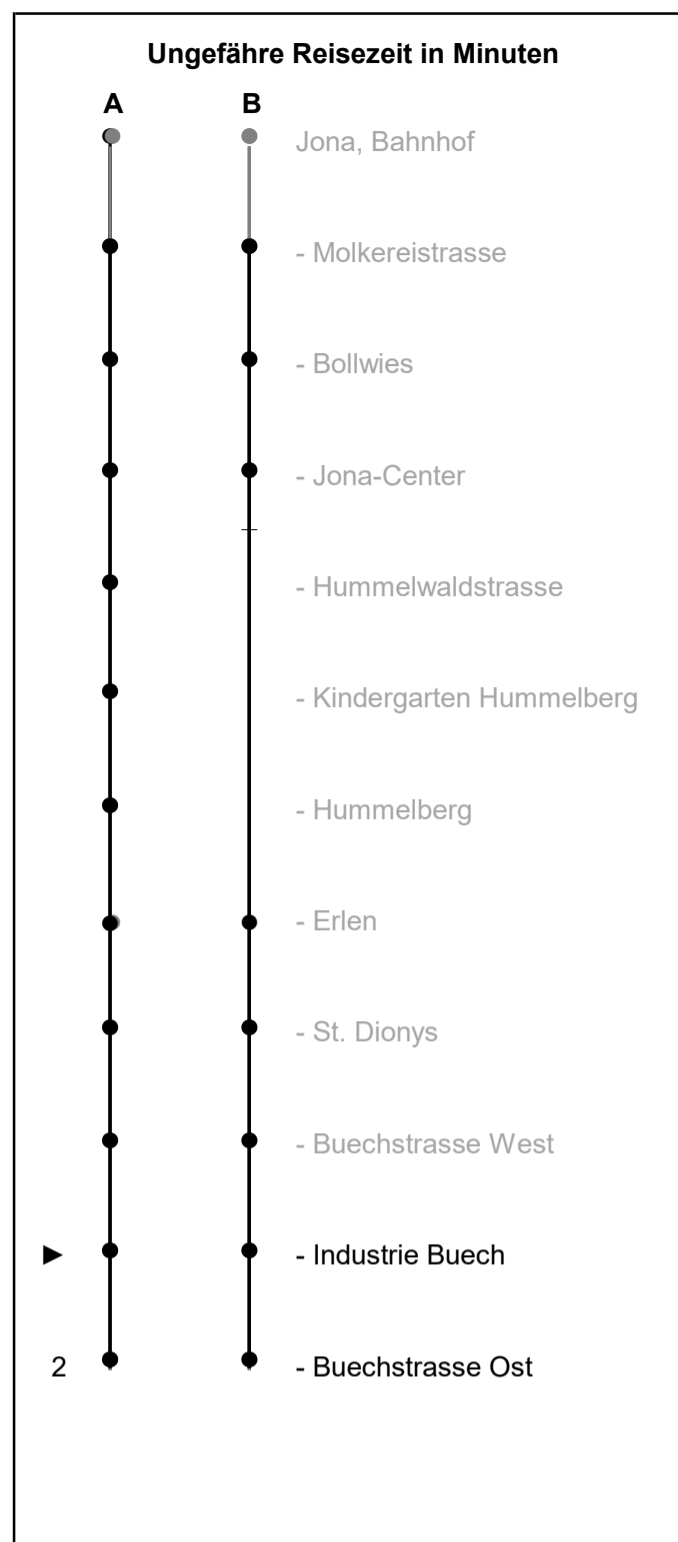 Ungefähre Reisezeit in Minuten
A B
Jona, Bahnhof
- Molkereistrasse
- Bollwies
- Jona-Center
- Hummelwaldstrasse
- Kindergarten Hummelberg
- Hummelberg
- Erlen
- St. Dionys
- Buechstrasse West
- Industrie Buech
2 - Buechstrasse Ost